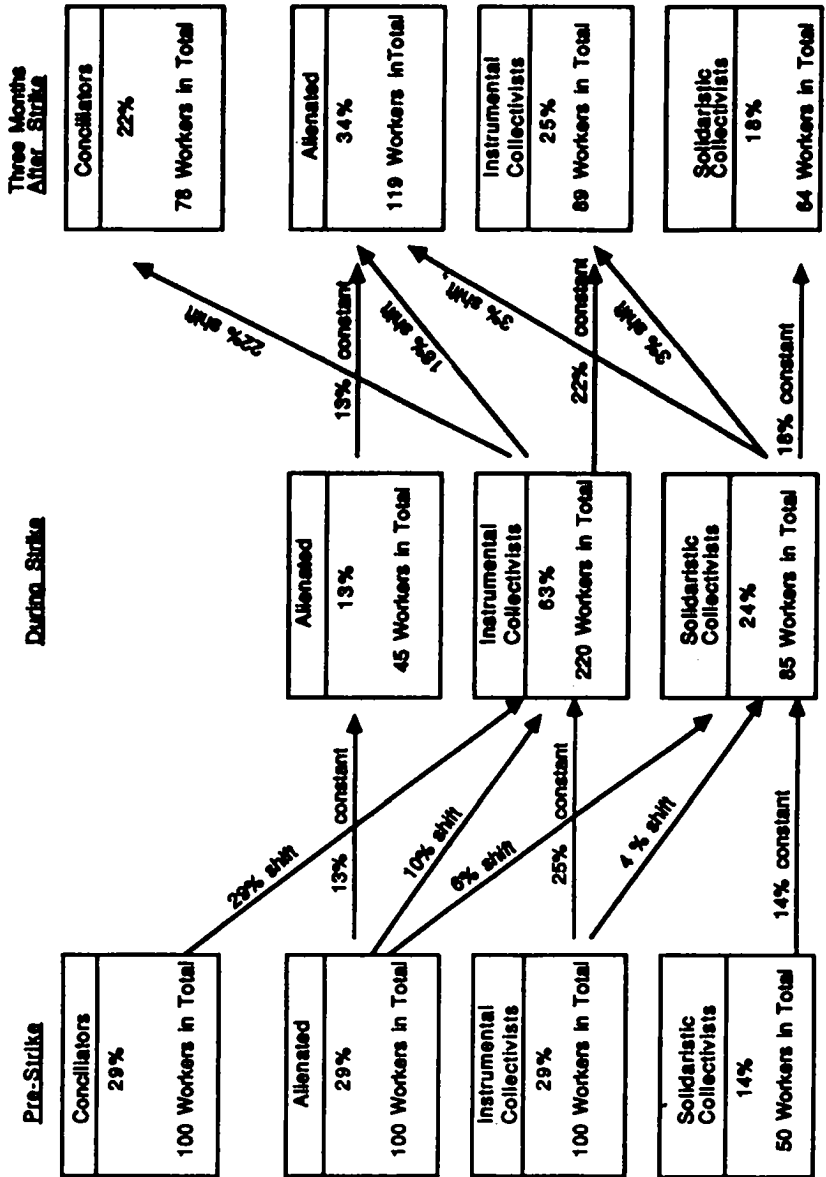 Pre-Strike
Conciliators
29%
100 Workers in Total
Alienated
29%
100 Workers in Total
Instrumental
Collectivists
29%
100 Workers in Total
Solidaristic
Collectivists
14%
50 Workers in Total
29% shift
13% constant
10% shift
6% shift
25% constant
4 % shift
14% constant
During Strike
Alienated
13%
45 Workers in Total
Instrumental
Collectivists
63%
220 Workers in Total
Solidaristic
Collectivists
24%
85 Workers in Total
22% shift
13% constant
18% shift
3% shift
22% constant
3% shift
18% constant
Three Months
After Strike
Conciliators
22%
78 Workers in Total
Alienated
34%
119 Workers inTotal
Instrumental
Collectivists
25%
89 Workers in Total
Solidaristic
Collectivists
18%
64 Workers in Total